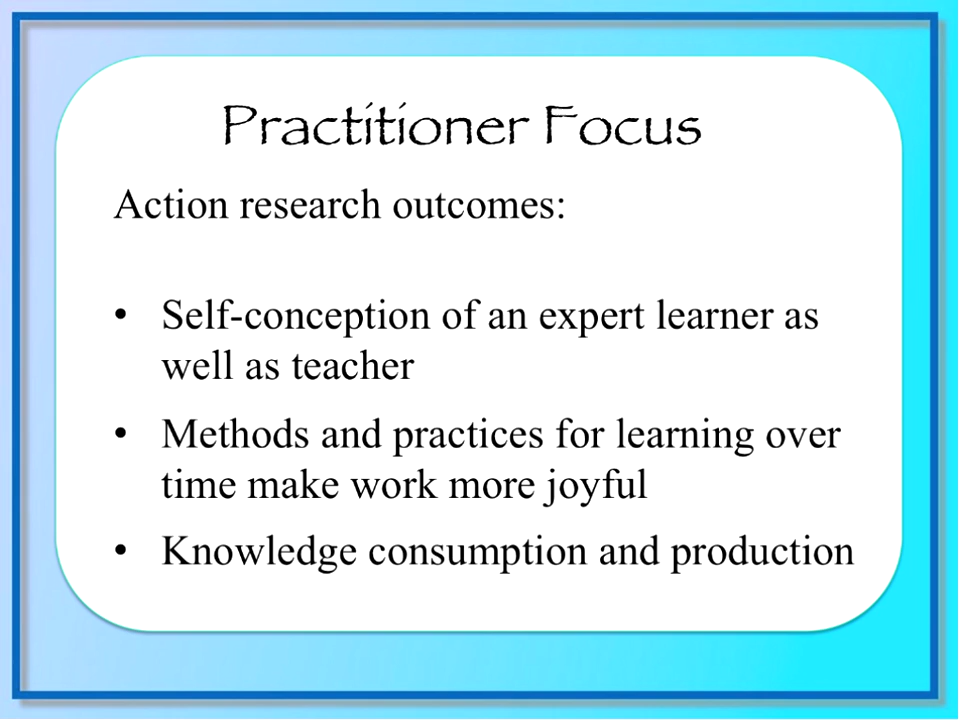 Practitioner Focus
Action research outcomes:
• Self-conception of an expert learner as
well as teacher
• Methods and practices for learning over
time make work more joyful
• Knowledge consumption and production